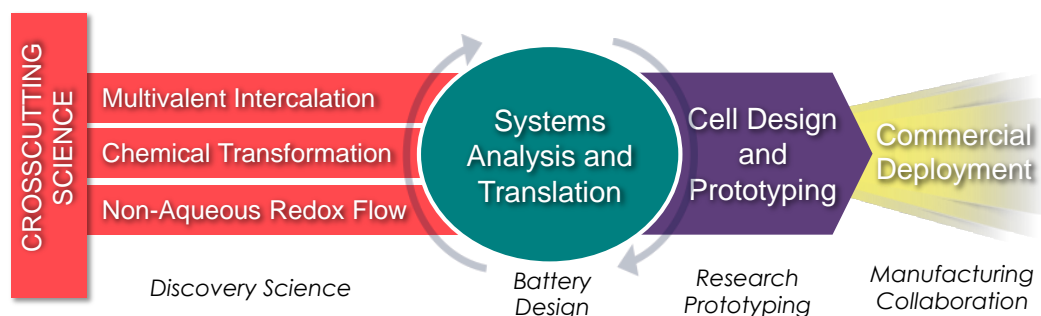 CROSSCUTTING
SCIENCE
Multivalent Intercalation
Chemical Transformation
Non-Aqueous Redox Flow
Systems
Analysis and
Translation
Cell Design
and
Prototyping
Commercial
Deployment
Discovery Science
Battery
Design
Research
Prototyping
Manufacturing
Collaboration